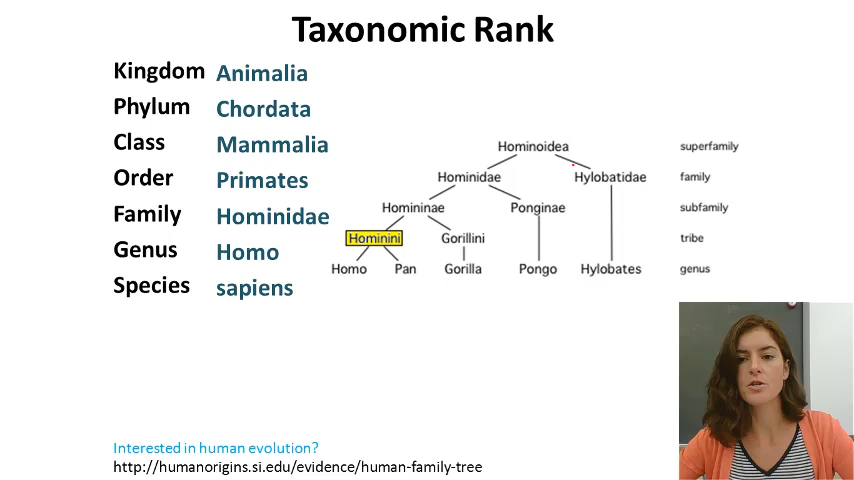 Taxonomic Rank
Kingdom Animalia
Phylum Chordata
Class Mammalia
Order Primates
Family Hominidae
Genus Homo
Species sapiens
Hominoidea superfamily
Hominidae Hylobatidae family
Homininae Ponginae subfamily
Hominini Gorillini tribe
Homo Pan Gorilla Pongo Hylobates genus
Interested in human evolution?
http://humanorigins.si.edu/evidence/human-family-tree